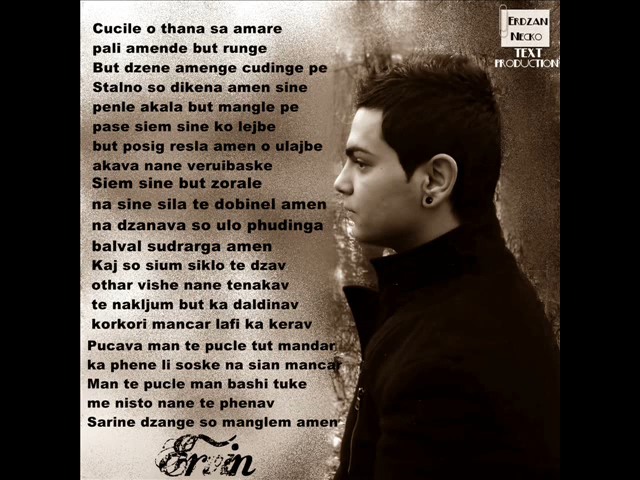 Cucile o thana sa amare
pali amende but runge
But dzene amenge cudinge pe
Stalno so dikena amen sine
penle akala but mangle pe
pase siem sine ko lejbe
but posig resla amen o ulajbe
akava nane veruibaske
Siem sine but zorale
na sine sila te dobinel amen
na dzanava so ulo phudinga
balval sudrarga amen
Kaj so sium siklo te dzav
othar vishe nane tenakav
te nakljum but ka daldinav
korkori mancar lafi ka kerav
Pucava man te pucle tut mandar
ka phene li soske na sian mancar
Man te pucle man bashi tuke
me nisto nane te phenav
Sarine dzange so manglem amen
Ervin
Erdzan
Necko
TEXT
PRODUCTION